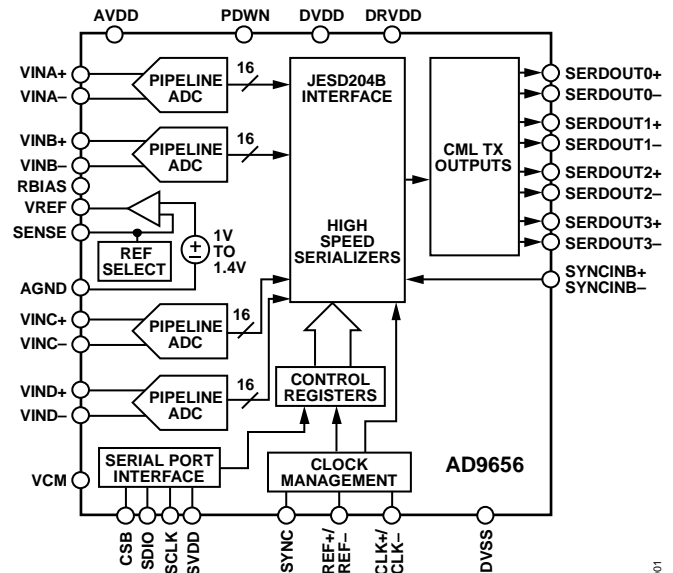 AVDD
PDWN
DVDD
DRVDD
VINA+
VINA–
PIPELINE
ADC
16
VINB+
VINB–
PIPELINE
ADC
16
RBIAS
VREF
SENSE
REF
SELECT
1V
TO
1.4V
AGND
VINC+
VINC–
PIPELINE
ADC
16
VIND+
VIND–
PIPELINE
ADC
16
JESD204B
INTERFACE
HIGH
SPEED
SERIALIZERS
CML TX
OUTPUTS
SERDOUT0+
SERDOUT0–
SERDOUT1+
SERDOUT1–
SERDOUT2+
SERDOUT2–
SERDOUT3+
SERDOUT3–
SYNCINB+
SYNCINB–
CONTROL
REGISTERS
SERIAL PORT
INTERFACE
CLOCK
MANAGEMENT
AD9656
VCM
CSB
SDIO
SCLK
SVDD
SYNC
REF+/
REF–
CLK+/
CLK–
DVSS